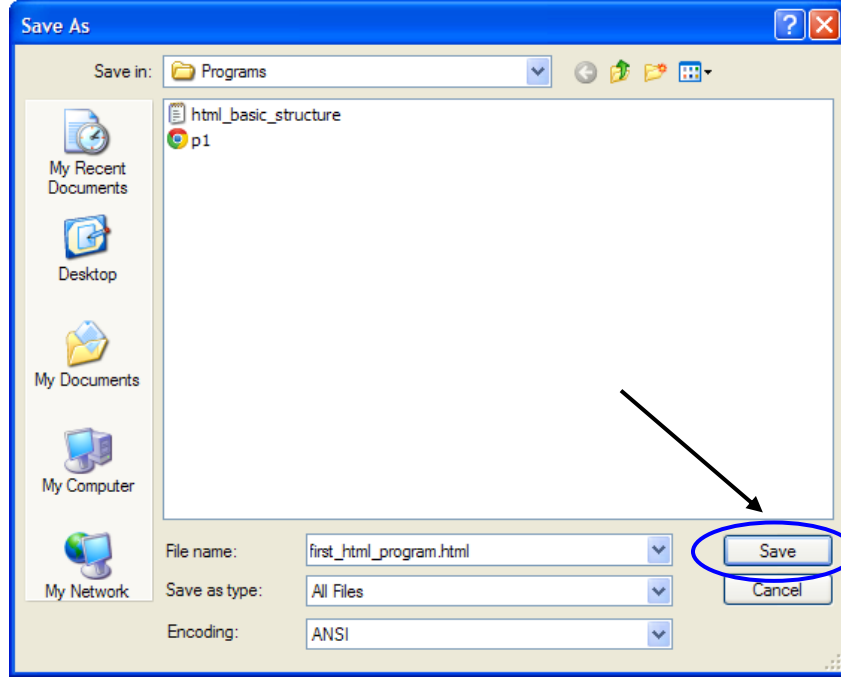 Save As
Save in:
Programs
html_basic_structure
p1
My Recent
Documents
Desktop
My Documents
My Computer
My Network
File name:
first_html_program.html
Save
Save as type:
All Files
Cancel
Encoding:
ANSI